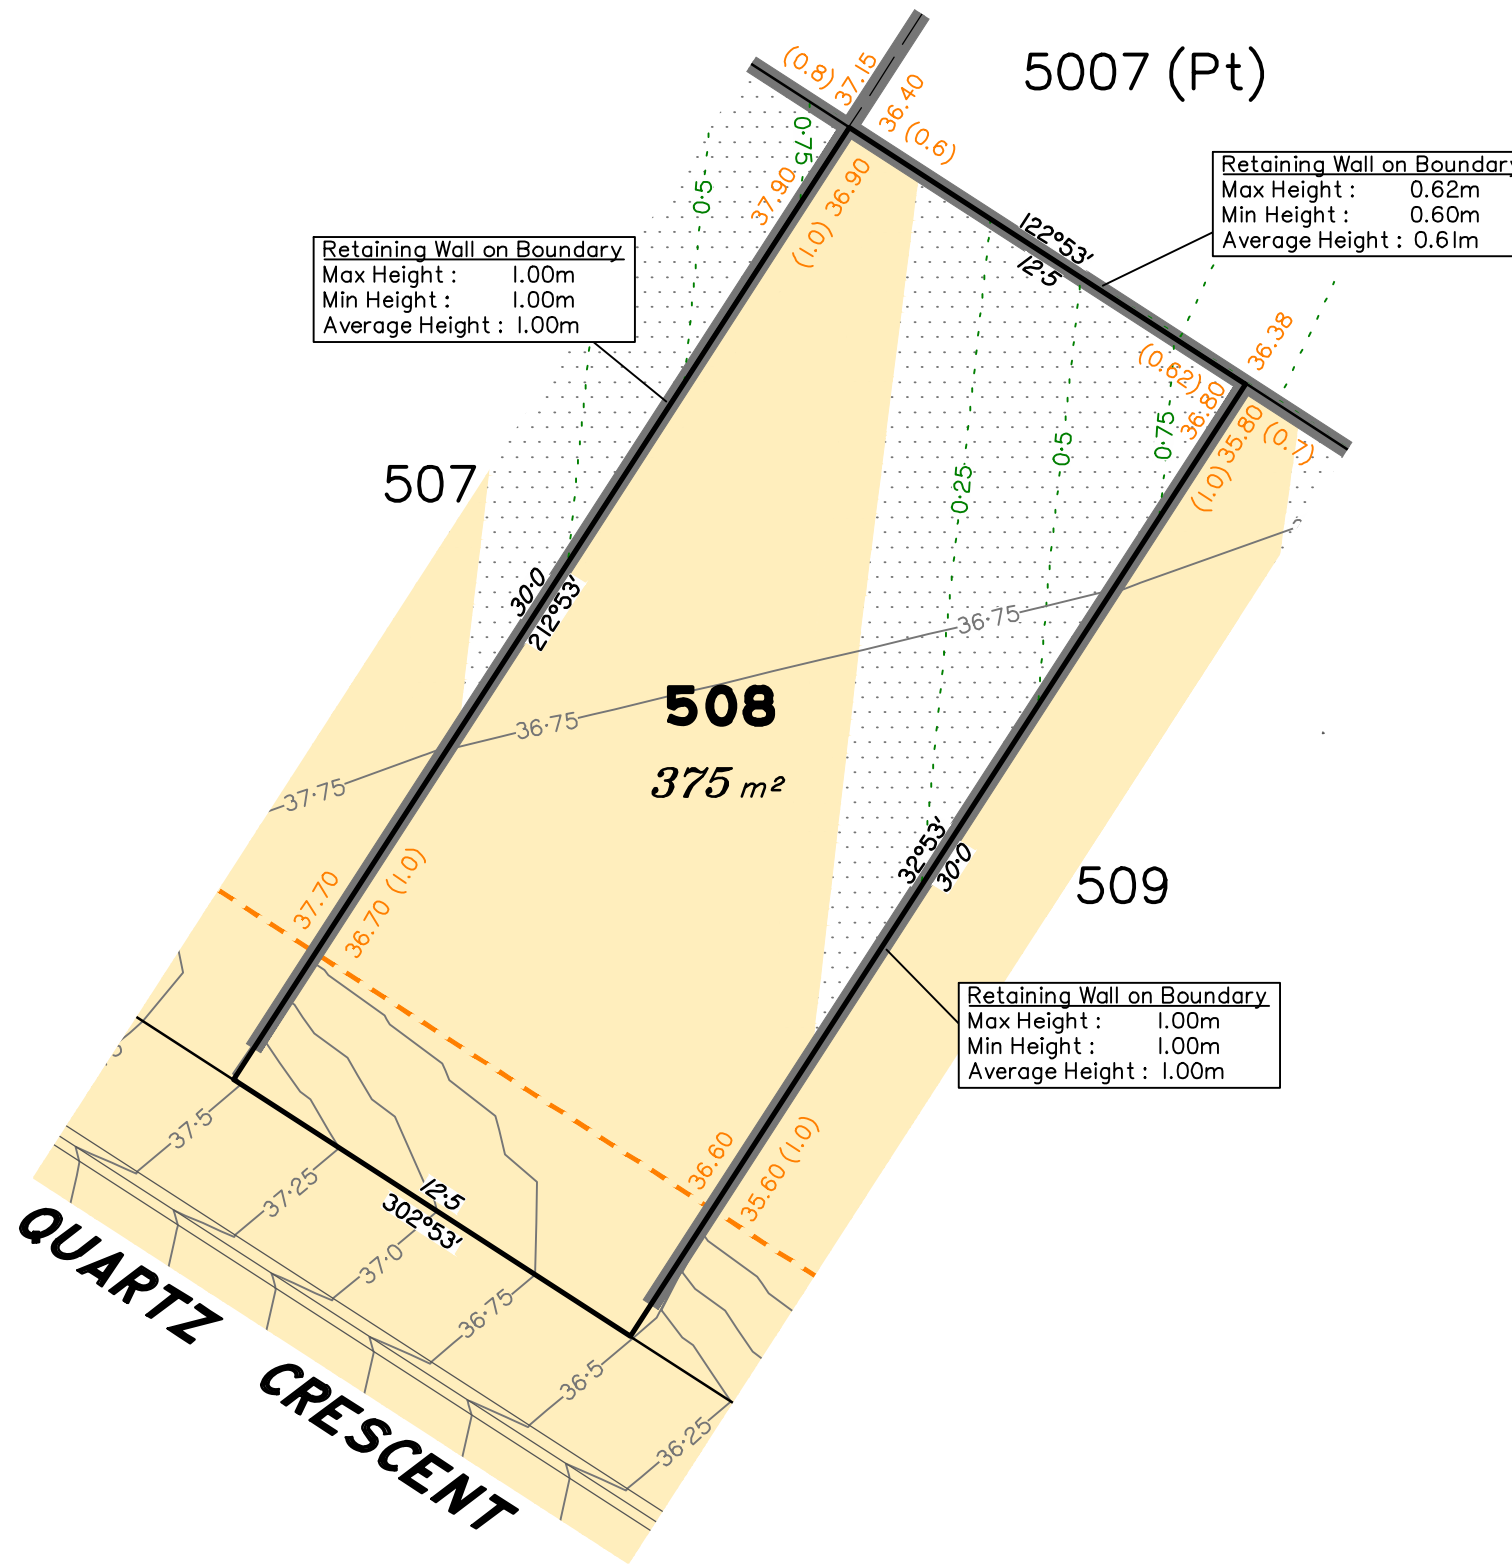 5007 (Pt)
(0.8)
37.15
36.40
(0.6)
0·75
0·5
37.90
36.90
(1.0)
Retaining Wall on Boundary
Max Height : 0.62m
Min Height : 0.60m
Average Height : 0.61m
122°53'
12·5
Retaining Wall on Boundary
Max Height : 1.00m
Min Height : 1.00m
Average Height : 1.00m
36.38
(0.62)
36.80
35.80
(0.7)
(1.0)
0·25
0·5
0·75
507
30·0
212°53'
36·75
508
375 m²
36·75
37·75
32°53'
30·0
509
37.70
36.70 (1.0)
Retaining Wall on Boundary
Max Height : 1.00m
Min Height : 1.00m
Average Height : 1.00m
36.60
35.60 (1.0)
12·5
302°53'
37·5
37·25
37·0
36·75
36·5
36·25
QUARTZ CRESCENT